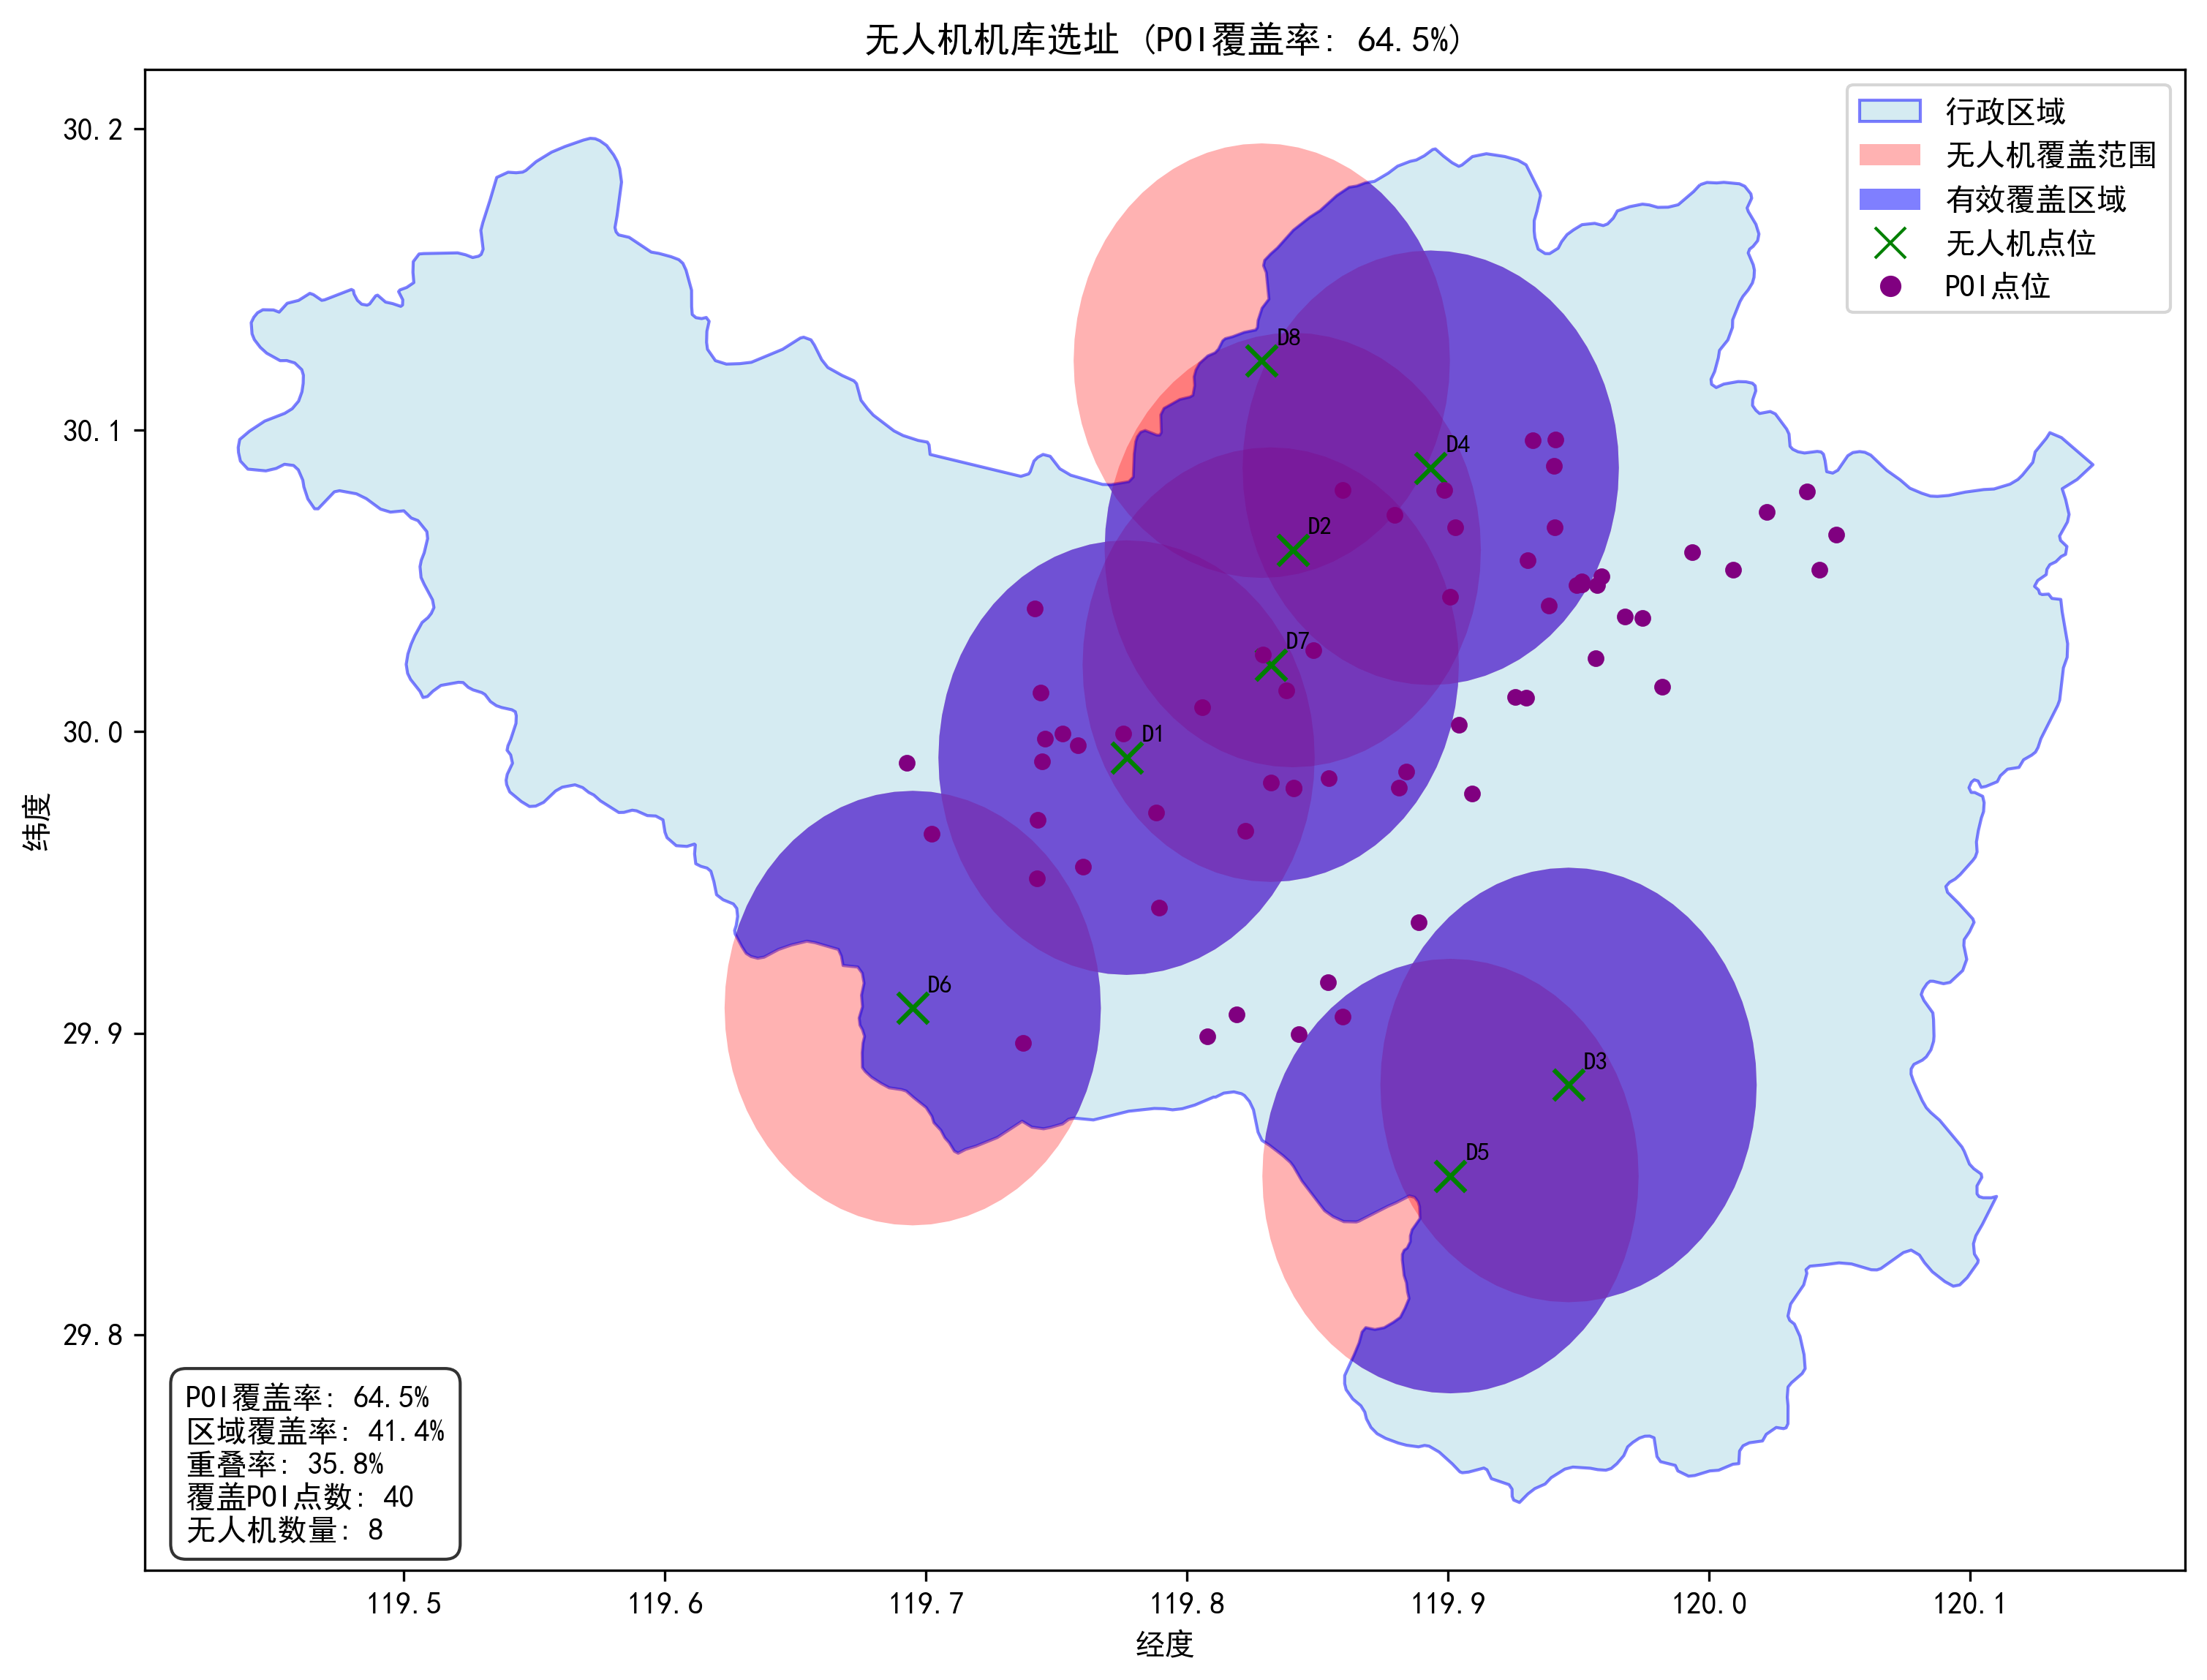 无人机机库选址 (POI覆盖率: 64.5%)
行政区域
无人机覆盖范围
有效覆盖区域
无人机点位
POI点位
30.2
30.1
30.0
29.9
29.8
纬度
D8
D4
D2
D7
D1
D6
D3
D5
POI覆盖率: 64.5%
区域覆盖率: 41.4%
重叠率: 35.8%
覆盖POI点数: 40
无人机数量: 8
119.5 119.6 119.7 119.8 119.9 120.0 120.1
经度